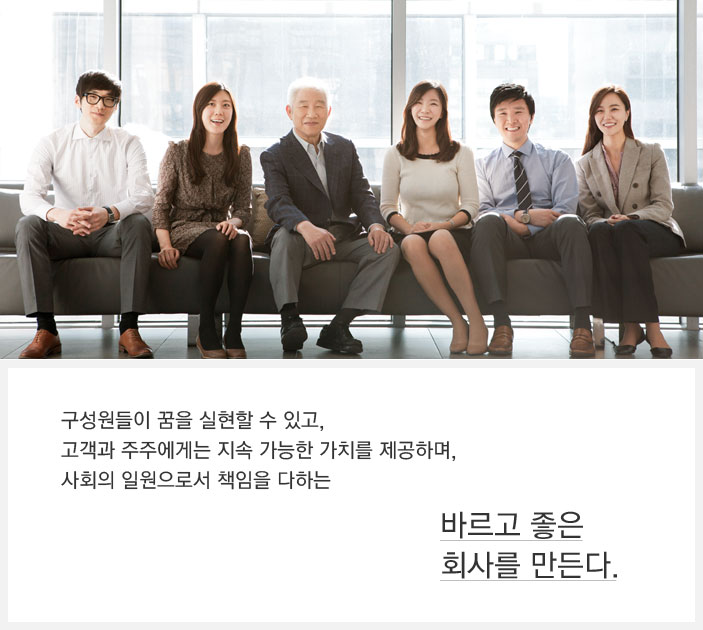 구성원들이 꿈을 실현할 수 있고,
고객과 주주에게는 지속 가능한 가치를 제공하며,
사회의 일원으로서 책임을 다하는
바르고 좋은
회사를 만든다.